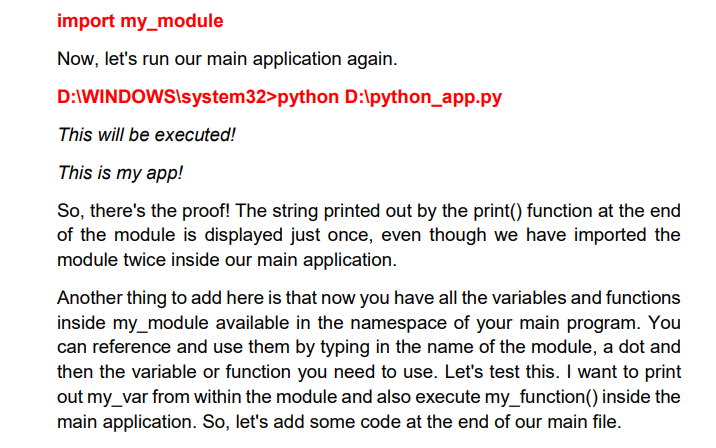 import my_module
Now, let's run our main application again.
D:\WINDOWS\system32>python D:\python_app.py
This will be executed!
This is my app!
So, there's the proof! The string printed out by the print() function at the end
of the module is displayed just once, even though we have imported the
module twice inside our main application.
Another thing to add here is that now you have all the variables and functions
inside my_module available in the namespace of your main program. You
can reference and use them by typing in the name of the module, a dot and
then the variable or function you need to use. Let's test this. I want to print
out my_var from within the module and also execute my_function() inside the
main application. So, let's add some code at the end of our main file.